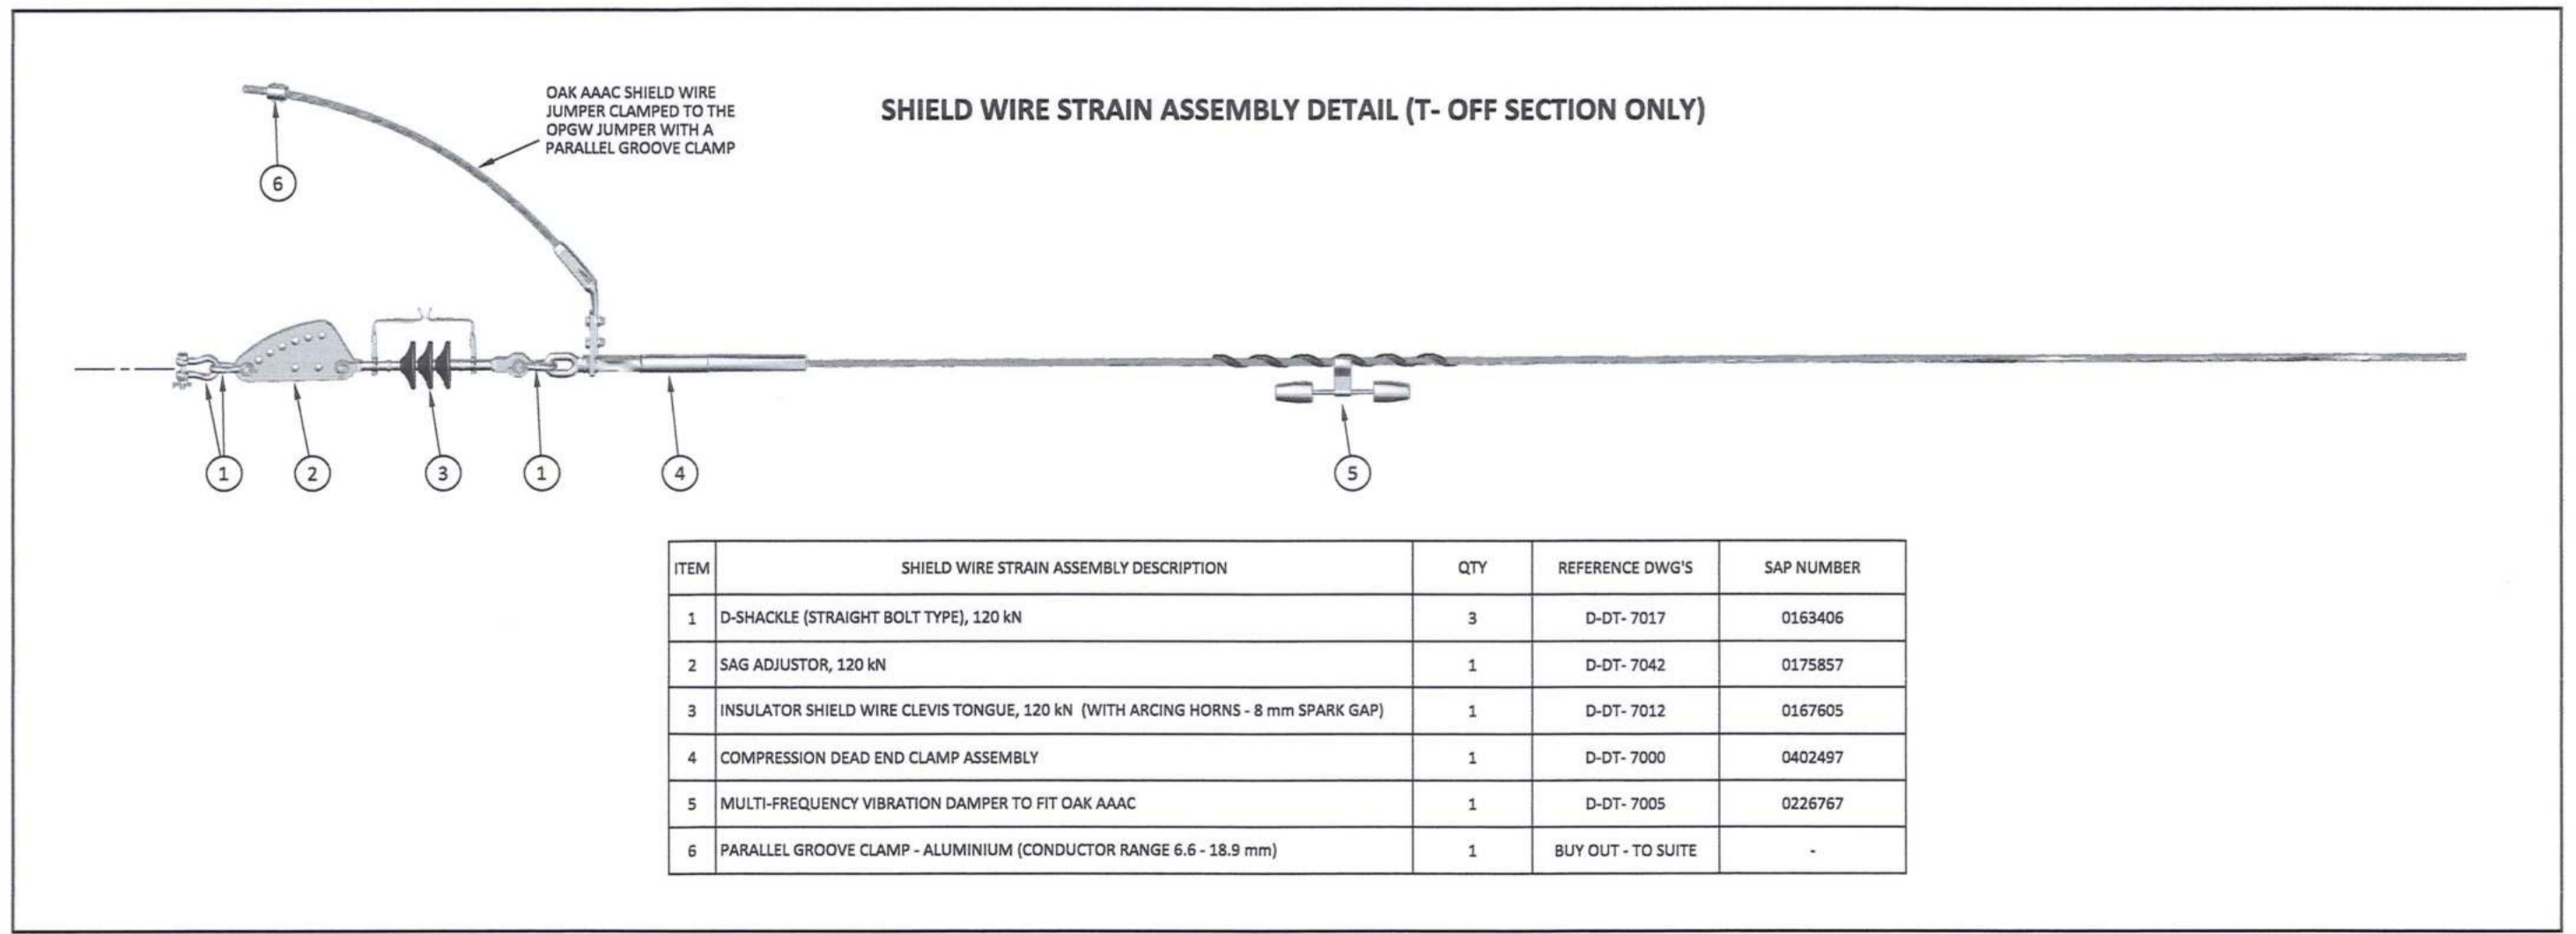 OAK AAAC SHIELD WIRE
JUMPER CLAMPED TO THE
OPGW JUMPER WITH A
PARALLEL GROOVE CLAMP
SHIELD WIRE STRAIN ASSEMBLY DETAIL (T- OFF SECTION ONLY)
6
1 2 3 1 4 5
ITEM SHIELD WIRE STRAIN ASSEMBLY DESCRIPTION QTY REFERENCE DWG'S SAP NUMBER
1 D-SHACKLE (STRAIGHT BOLT TYPE), 120 kN 3 D-DT- 7017 0163406
2 SAG ADJUSTOR, 120 kN 1 D-DT- 7042 0175857
3 INSULATOR SHIELD WIRE CLEVIS TONGUE, 120 kN (WITH ARCING HORNS - 8 mm SPARK GAP) 1 D-DT- 7012 0167605
4 COMPRESSION DEAD END CLAMP ASSEMBLY 1 D-DT- 7000 0402497
5 MULTI-FREQUENCY VIBRATION DAMPER TO FIT OAK AAAC 1 D-DT- 7005 0226767
6 PARALLEL GROOVE CLAMP - ALUMINIUM (CONDUCTOR RANGE 6.6 - 18.9 mm) 1 BUY OUT - TO SUITE -